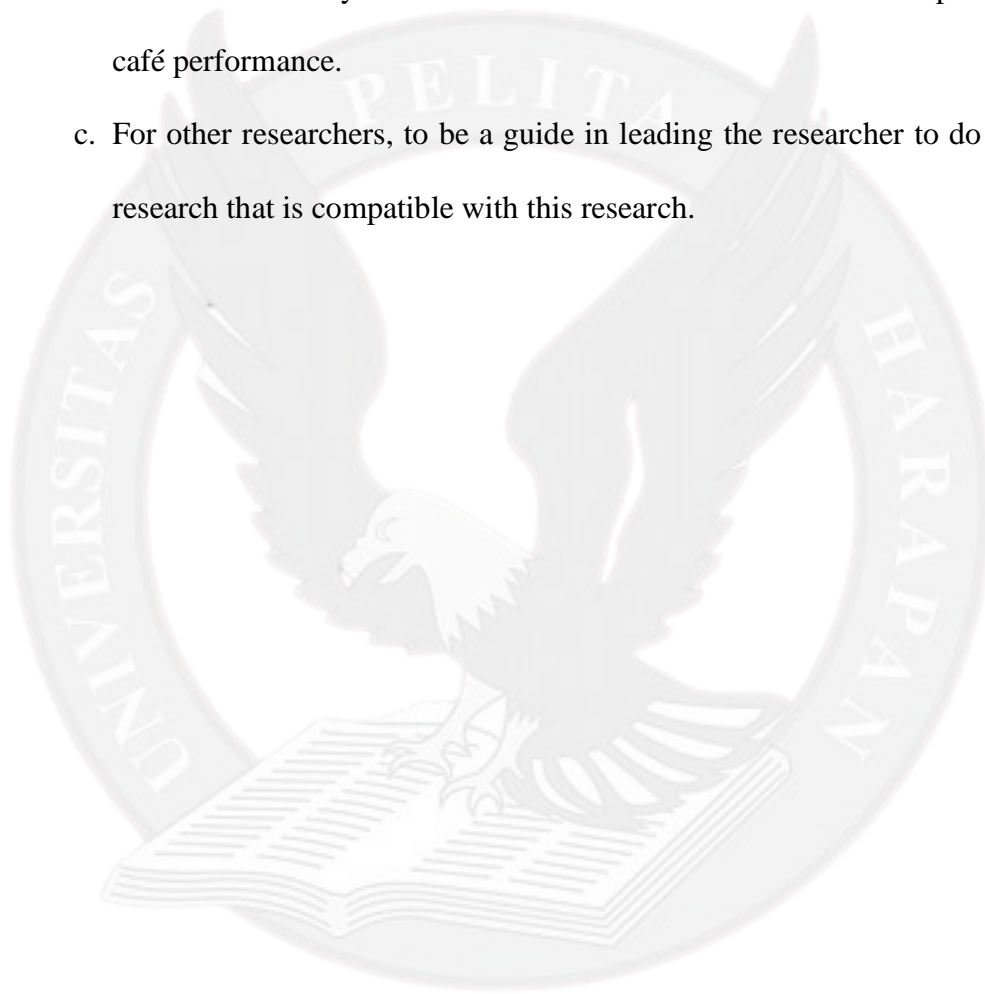 café performance.
c. For other researchers, to be a guide in leading the researcher to do
research that is compatible with this research.
UNIVERSITAS PELITA HARAPAN